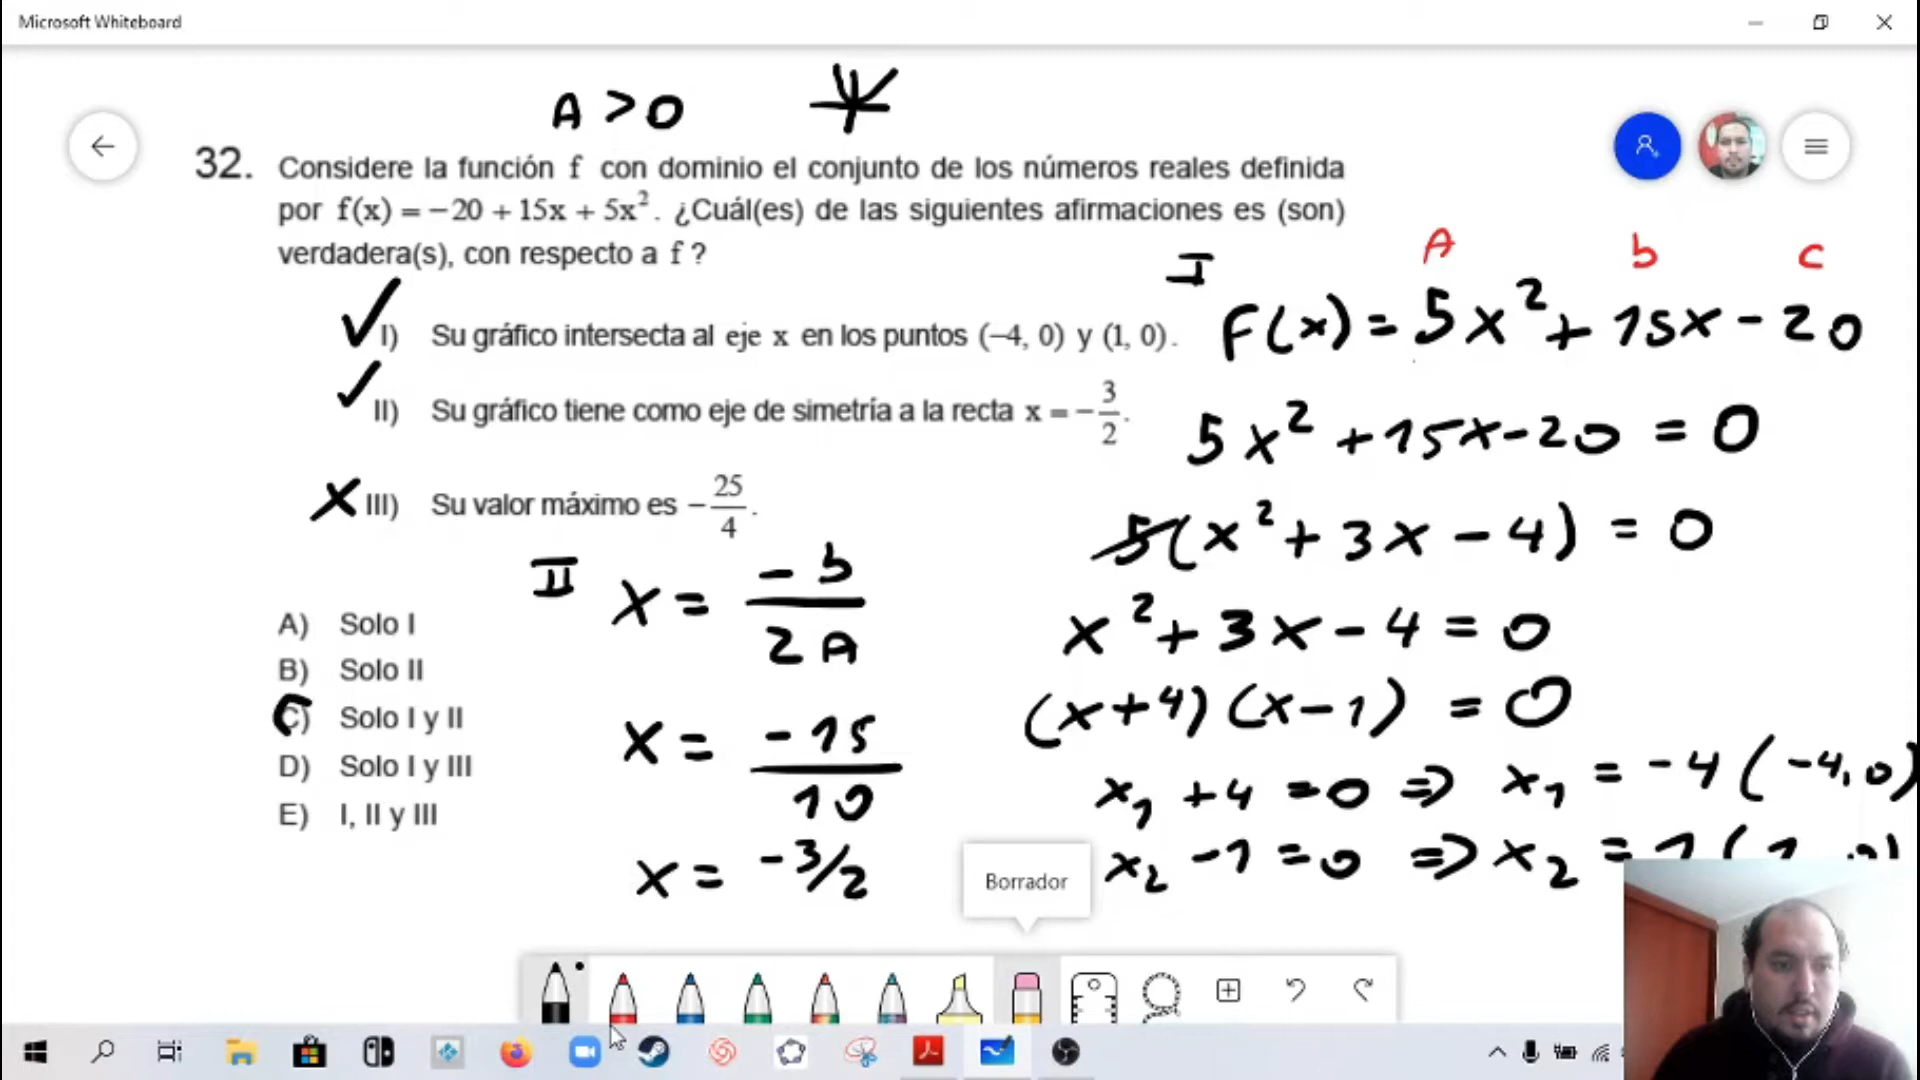 Microsoft Whiteboard
A > 0
32. Considere la función f con dominio el conjunto de los números reales definida
por f(x) = −20 + 15x + 5x². ¿Cuál(es) de las siguientes afirmaciones es (son)
verdadera(s), con respecto a f ?
I) Su gráfico intersecta al eje x en los puntos (−4, 0) y (1, 0).
II) Su gráfico tiene como eje de simetría a la recta x = −3/2.
III) Su valor máximo es −25/4.
A) Solo I
B) Solo II
C) Solo I y II
D) Solo I y III
E) I, II y III
II x = -b/2A
x = -15/10
x = -3/2
I
A b c
F(x) = 5x² + 15x - 20
5x² + 15x - 20 = 0
5(x² + 3x - 4) = 0
x² + 3x - 4 = 0
(x+4) (x-1) = 0
x₁ + 4 = 0 => x₁ = -4 (-4,0)
x₂ - 1 = 0 => x₂ = 1 (1
Borrador